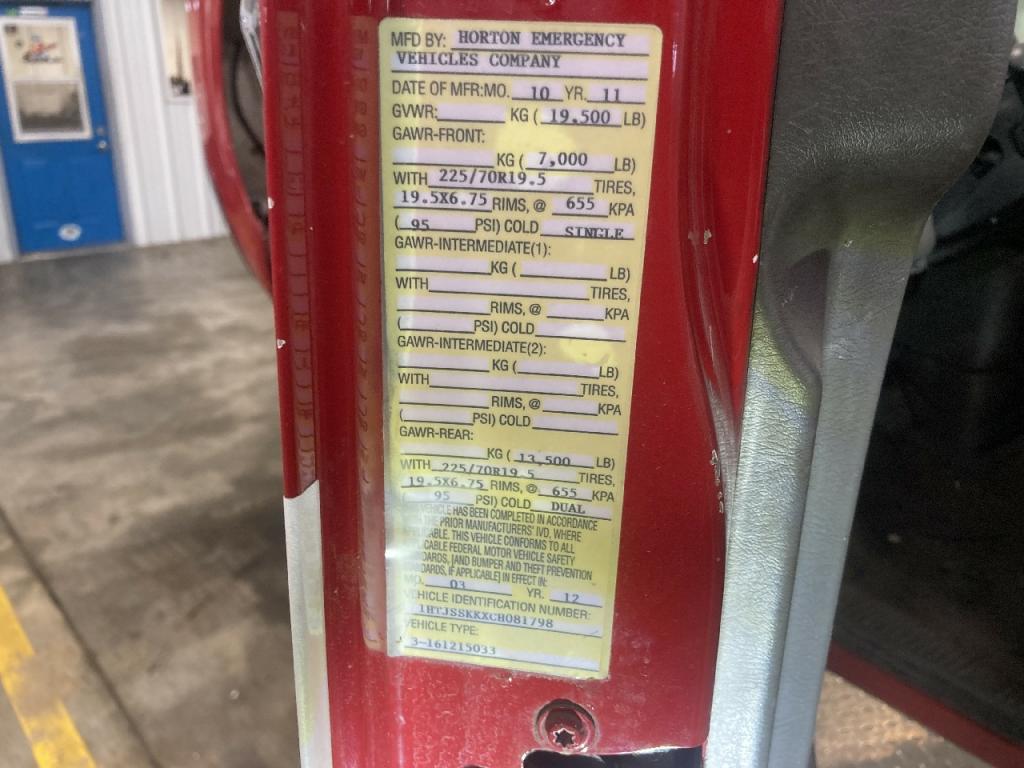 MFD BY: HORTON EMERGENCY
VEHICLES COMPANY
DATE OF MFR:MO. 10 YR. 11
GVWR: KG ( 19,500 LB)
GAWR-FRONT:
KG ( 7,000 LB)
WITH 225/70R19.5 TIRES,
19.5X6.75 RIMS, @ 655 KPA
( 95 PSI) COLD SINGLE
GAWR-INTERMEDIATE(1):
KG ( LB)
WITH TIRES,
RIMS, @ KPA
( PSI) COLD
GAWR-INTERMEDIATE(2):
KG ( LB)
WITH TIRES,
RIMS, @ KPA
( PSI) COLD
GAWR-REAR:
KG ( 13,500 LB)
WITH 225/70R19.5 TIRES,
19.5X6.75 RIMS, @ 655 KPA
( 95 PSI) COLD DUAL
VEHICLE HAS BEEN COMPLETED IN ACCORDANCE
THE PRIOR MANUFACTURERS' IVD, WHERE
ABLE. THIS VEHICLE CONFORMS TO ALL
CABLE FEDERAL MOTOR VEHICLE SAFETY
DARDS, [AND BUMPER AND THEFT PREVENTION
DARDS, IF APPLICABLE] IN EFFECT IN:
MO. 03 YR. 12
VEHICLE IDENTIFICATION NUMBER:
1HTJSSKKXCH081798
VEHICLE TYPE:
3-161215033